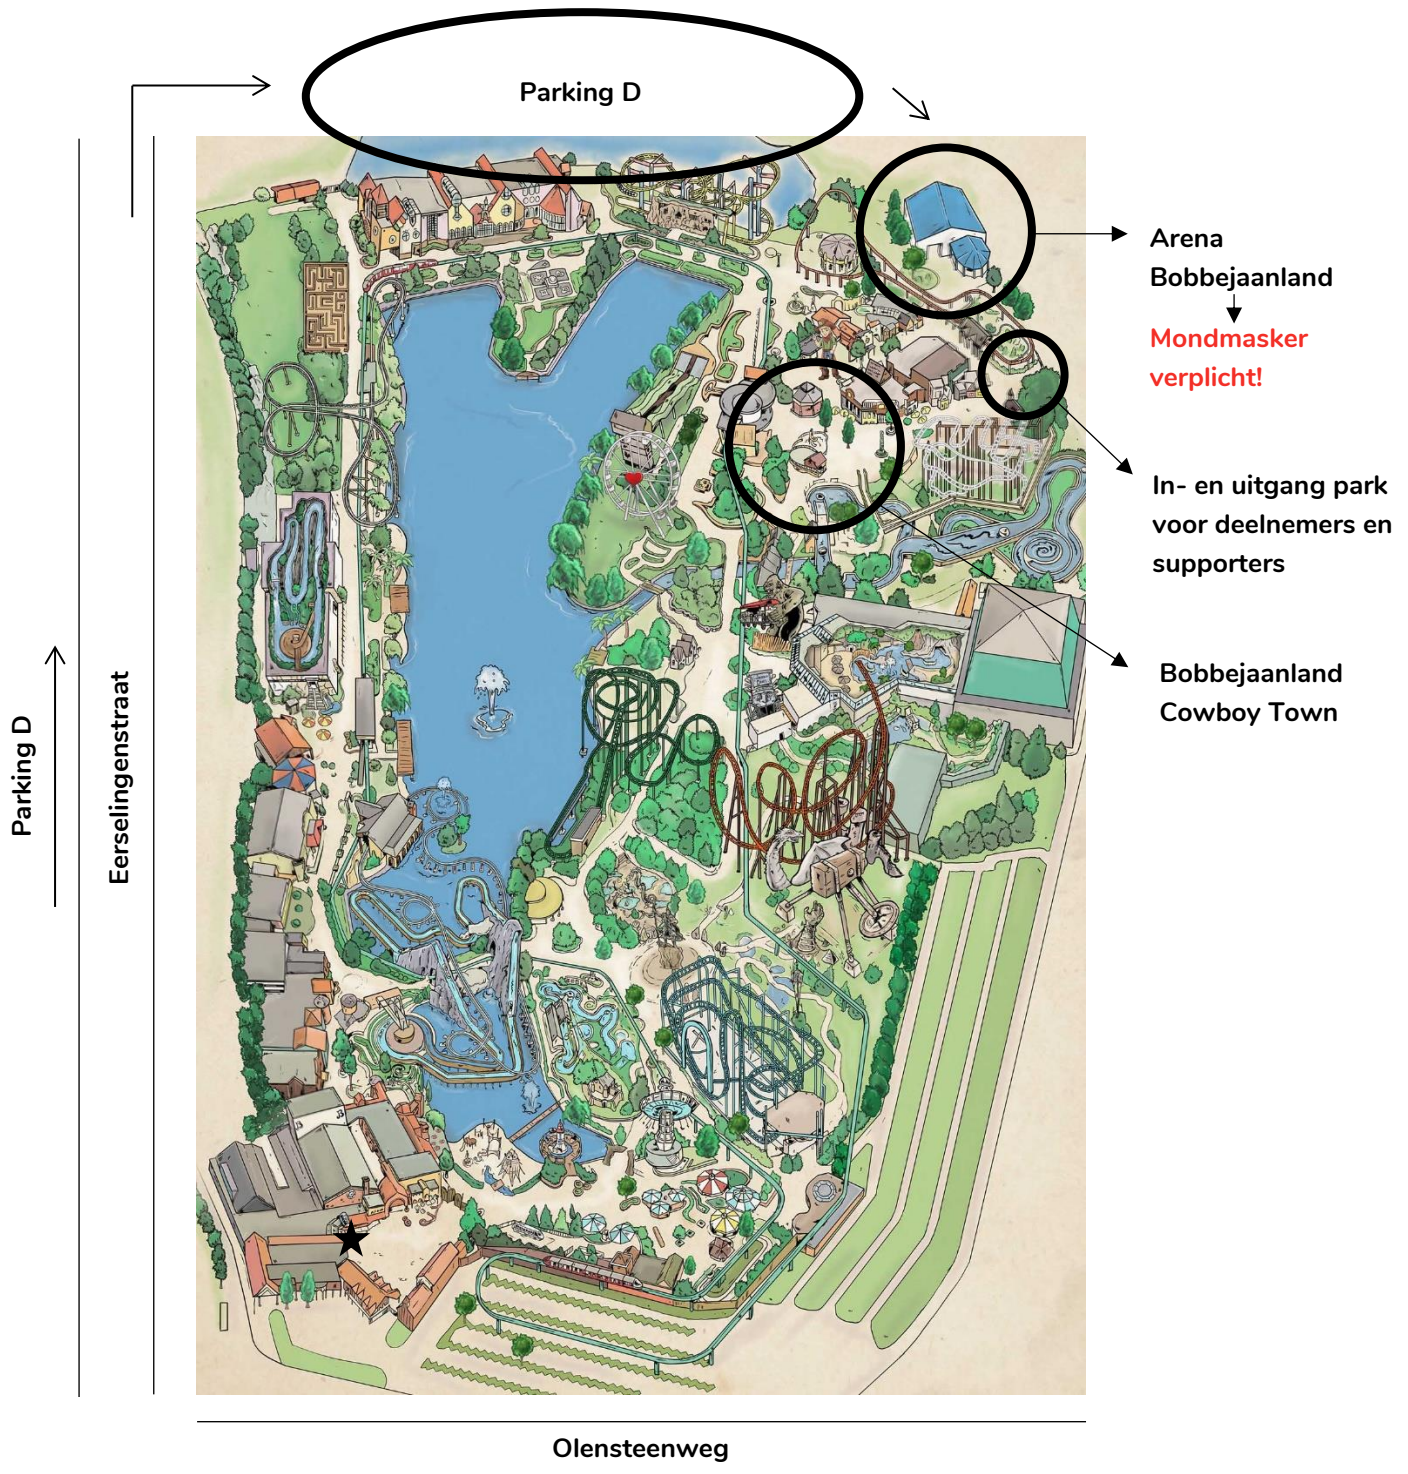 Parking D
Arena
Bobbejaanland
Mondmasker
verplicht!
In- en uitgang park
voor deelnemers en
supporters
Bobbejaanland
Cowboy Town
Parking D
Eerselingenstraat
Olensteenweg